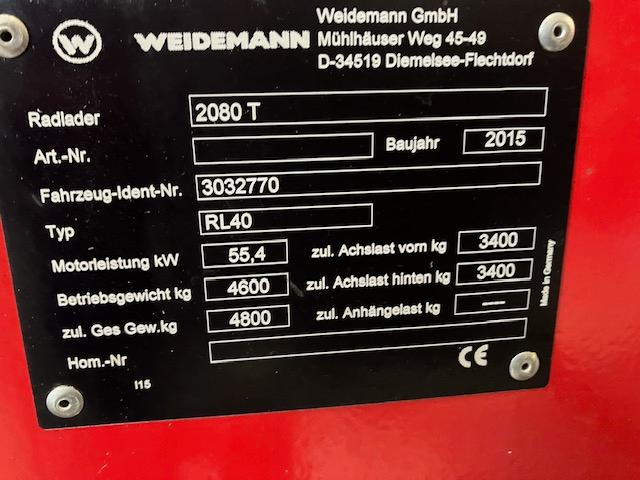 W WEIDEMANN
Weidemann GmbH
Mühlhäuser Weg 45-49
D-34519 Diemelsee-Flechtdorf
Radlader 2080 T
Art.-Nr. Baujahr 2015
Fahrzeug-Ident-Nr. 3032770
Typ RL40
Motorleistung kW 55,4 zul. Achslast vorn kg 3400
Betriebsgewicht kg 4600 zul. Achslast hinten kg 3400
zul. Ges Gew.kg 4800 zul. Anhängelast kg ---
Hom.-Nr CE
I15
Made in Germany